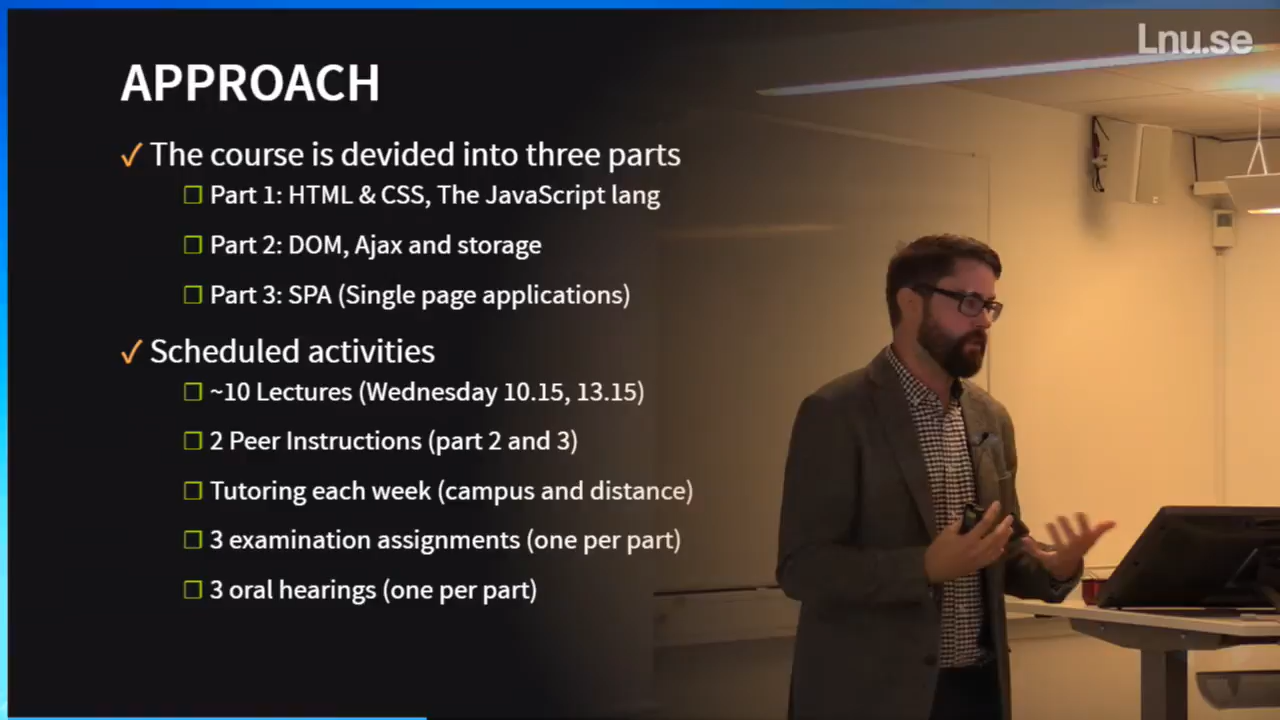 Lnu.se
APPROACH
✓ The course is devided into three parts
❒ Part 1: HTML & CSS, The JavaScript lang
❒ Part 2: DOM, Ajax and storage
❒ Part 3: SPA (Single page applications)
✓ Scheduled activities
❒ ~10 Lectures (Wednesday 10.15, 13.15)
❒ 2 Peer Instructions (part 2 and 3)
❒ Tutoring each week (campus and distance)
❒ 3 examination assignments (one per part)
❒ 3 oral hearings (one per part)